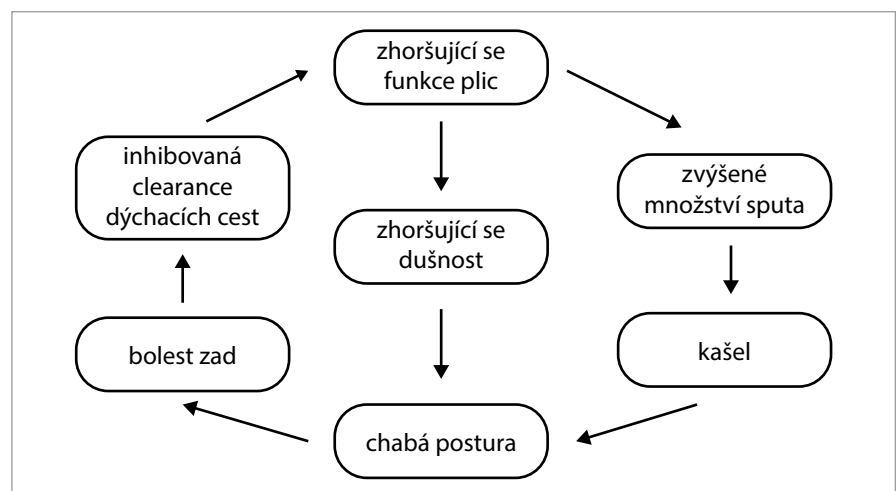 zhoršující se
funkce plic
inhibovaná
clearance
dýchacích cest
zvýšené
množství sputa
zhoršující se
dušnost
bolest zad
kašel
chabá postura